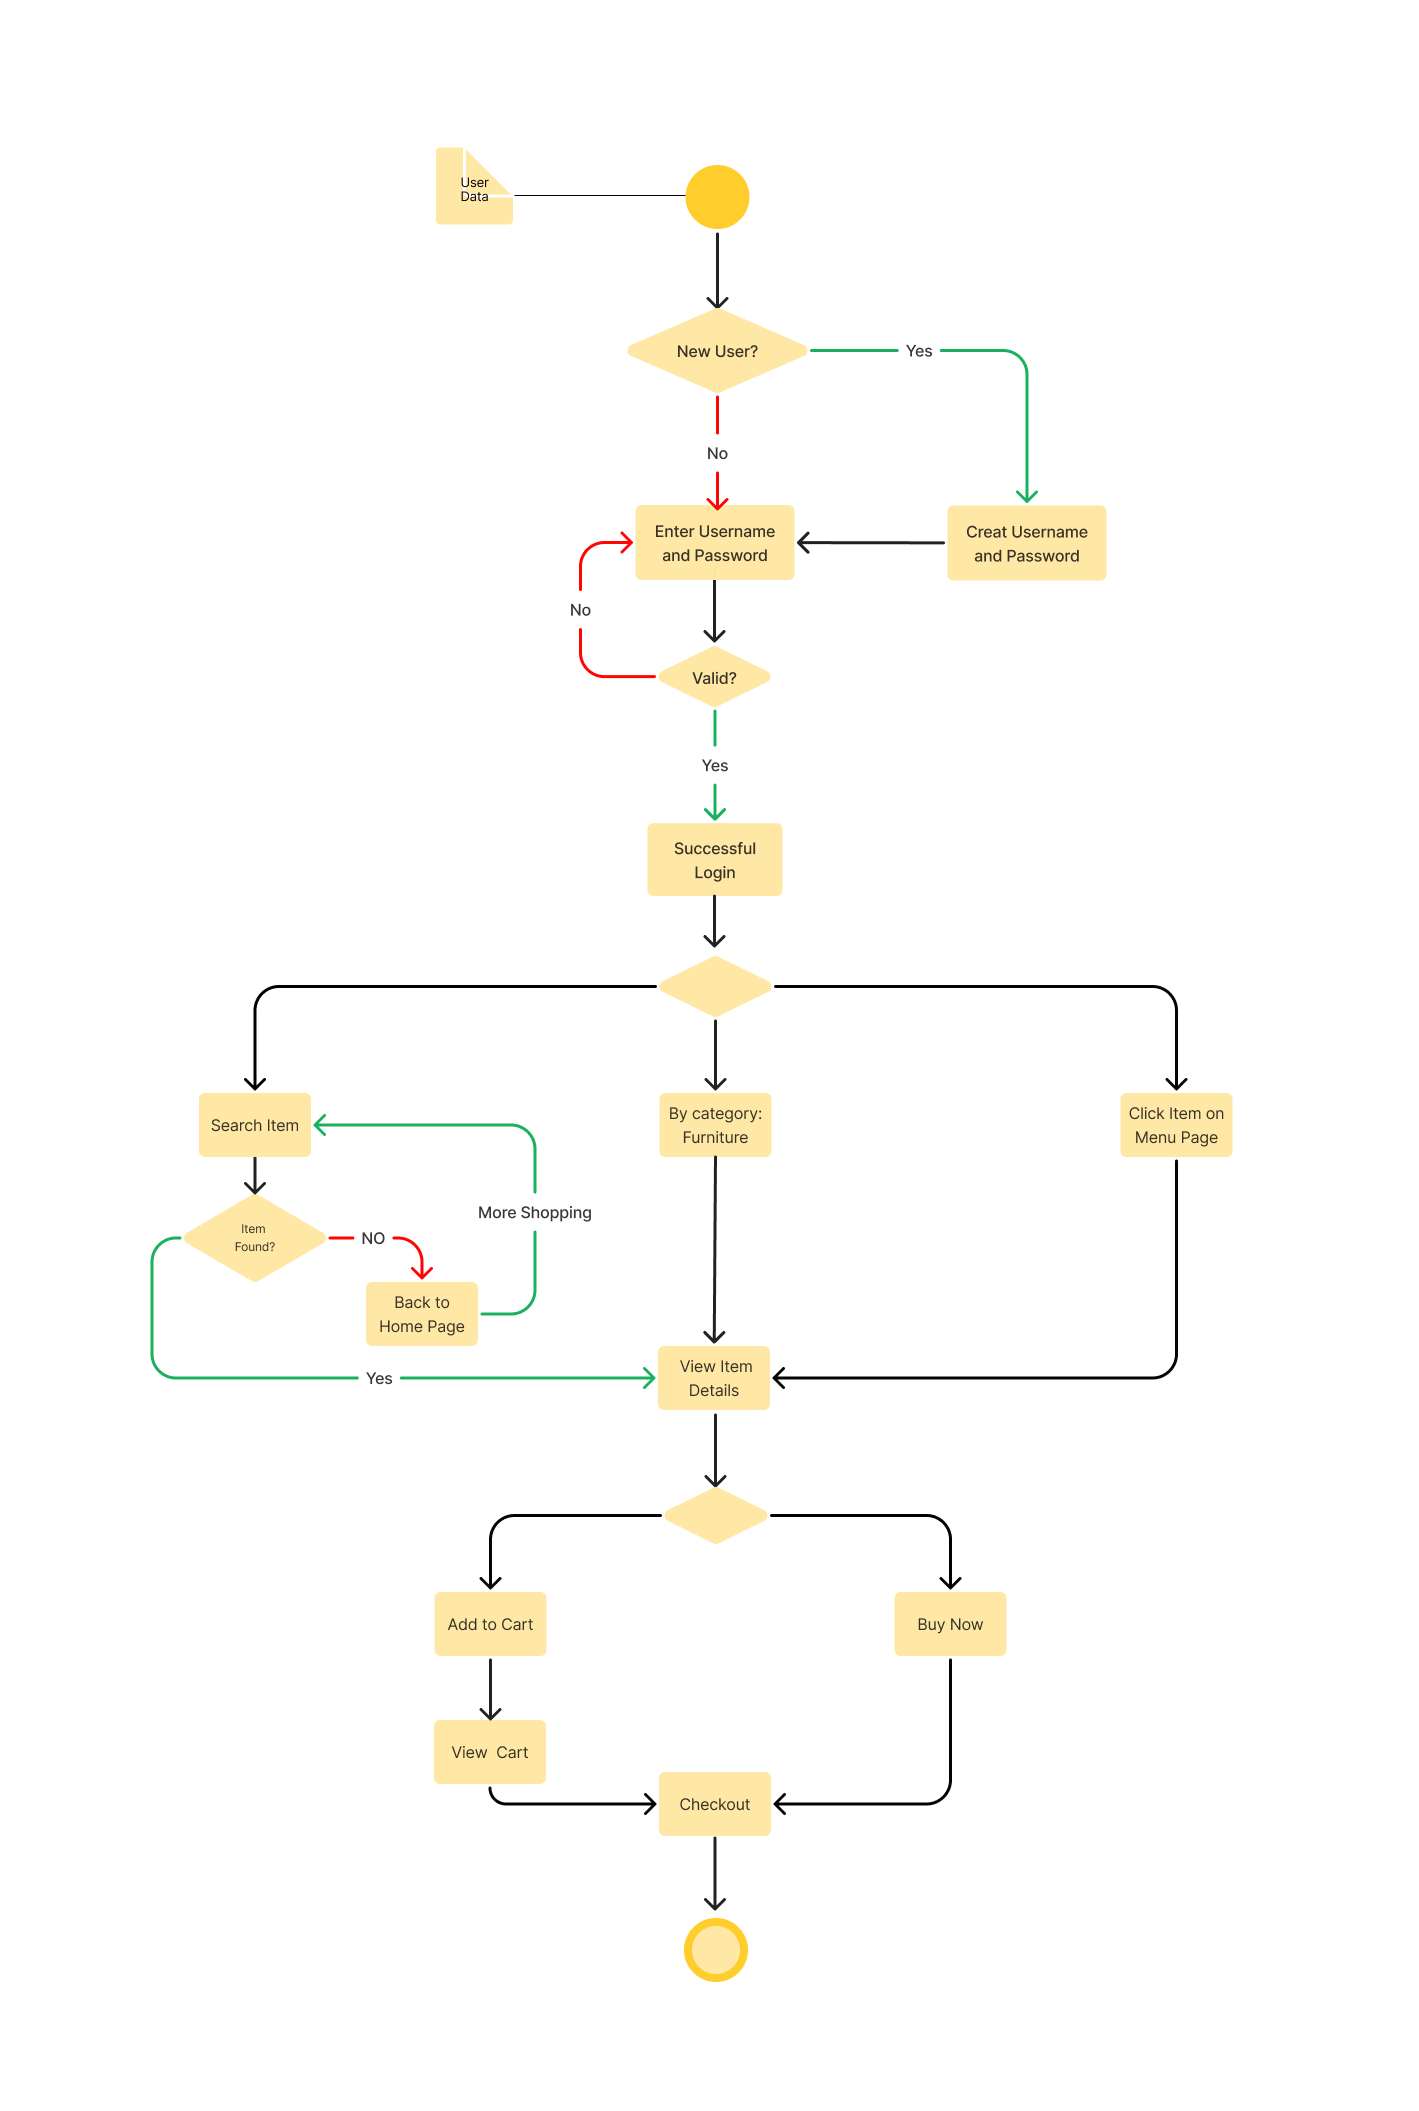 User
Data
New User?
Yes
No
Enter Username
and Password
Creat Username
and Password
No
Valid?
Yes
Successful
Login
Search Item
By category:
Furniture
Click Item on
Menu Page
More Shopping
Item
Found?
NO
Back to
Home Page
Yes
View Item
Details
Add to Cart
Buy Now
View  Cart
Checkout